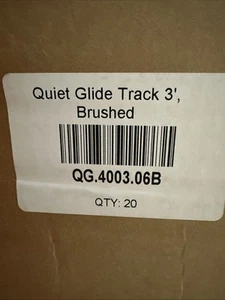 Quiet Glide Track 3',
Brushed
QG.4003.06B
QTY: 20